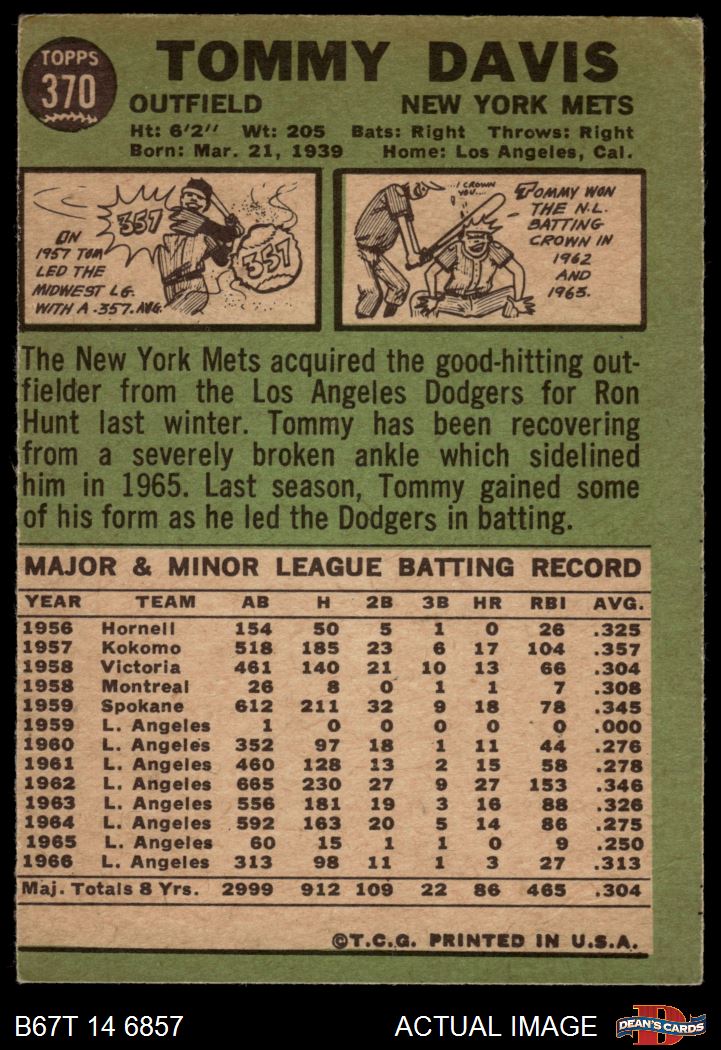 TOPPS
370
TOMMY DAVIS
OUTFIELD NEW YORK METS
Ht: 6'2" Wt: 205 Bats: Right Throws: Right
Born: Mar. 21, 1939 Home: Los Angeles, Cal.
357
357
ON
1957 TOM
LED THE
MIDWEST LG.
WITH A .357. AVG.
...I CROWN
YOU...
TOMMY WON
THE N.L.
BATTING
CROWN IN
1962
AND
1963.
The New York Mets acquired the good-hitting out-
fielder from the Los Angeles Dodgers for Ron
Hunt last winter. Tommy has been recovering
from a severely broken ankle which sidelined
him in 1965. Last season, Tommy gained some
of his form as he led the Dodgers in batting.
MAJOR & MINOR LEAGUE BATTING RECORD
YEAR TEAM AB H 2B 3B HR RBI AVG.
1956 Hornell 154 50 5 1 0 26 .325
1957 Kokomo 518 185 23 6 17 104 .357
1958 Victoria 461 140 21 10 13 66 .304
1958 Montreal 26 8 0 1 1 7 .308
1959 Spokane 612 211 32 9 18 78 .345
1959 L. Angeles 1 0 0 0 0 0 .000
1960 L. Angeles 352 97 18 1 11 44 .276
1961 L. Angeles 460 128 13 2 15 58 .278
1962 L. Angeles 665 230 27 9 27 153 .346
1963 L. Angeles 556 181 19 3 16 88 .326
1964 L. Angeles 592 163 20 5 14 86 .275
1965 L. Angeles 60 15 1 1 0 9 .250
1966 L. Angeles 313 98 11 1 3 27 .313
Maj. Totals 8 Yrs. 2999 912 109 22 86 465 .304
©T.C.G. PRINTED IN U.S.A.
B67T 14 6857 ACTUAL IMAGE
D
DEAN'S CARDS